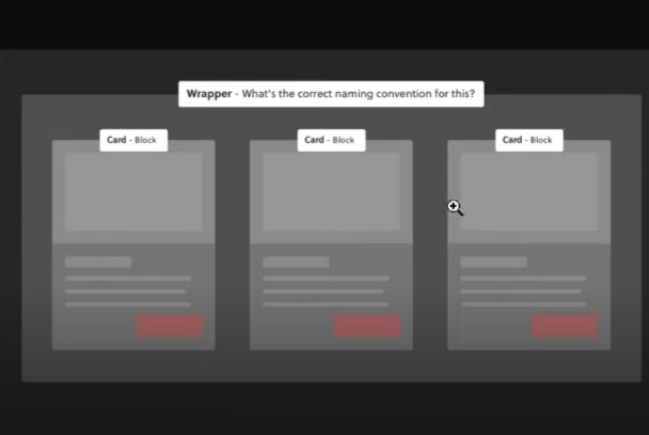 Wrapper - What's the correct naming convention for this?
Card - Block
Card - Block
Card - Block